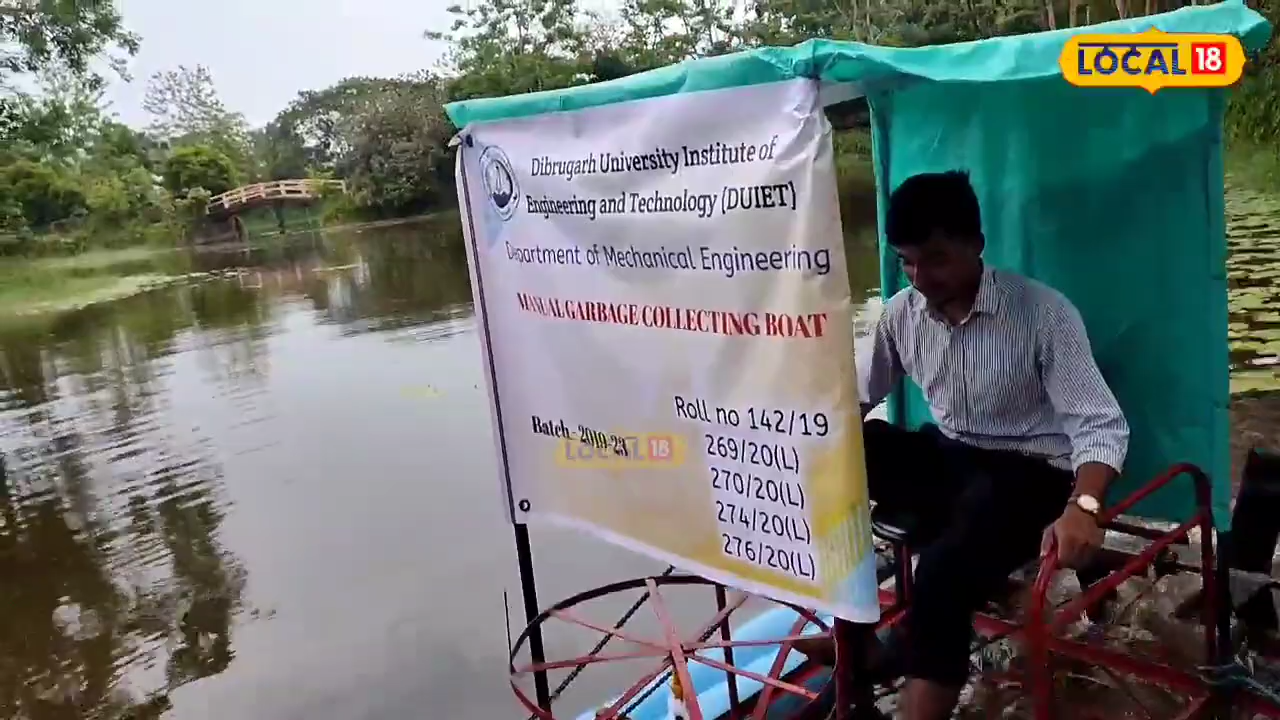 LOCAL 18
Dibrugarh University Institute of
Engineering and Technology (DUIET)
Department of Mechanical Engineering
MANUAL GARBAGE COLLECTING BOAT
Roll no 142/19
Batch - 2019-23
269/20(L)
270/20(L)
274/20(L)
276/20(L)
LOCAL 18